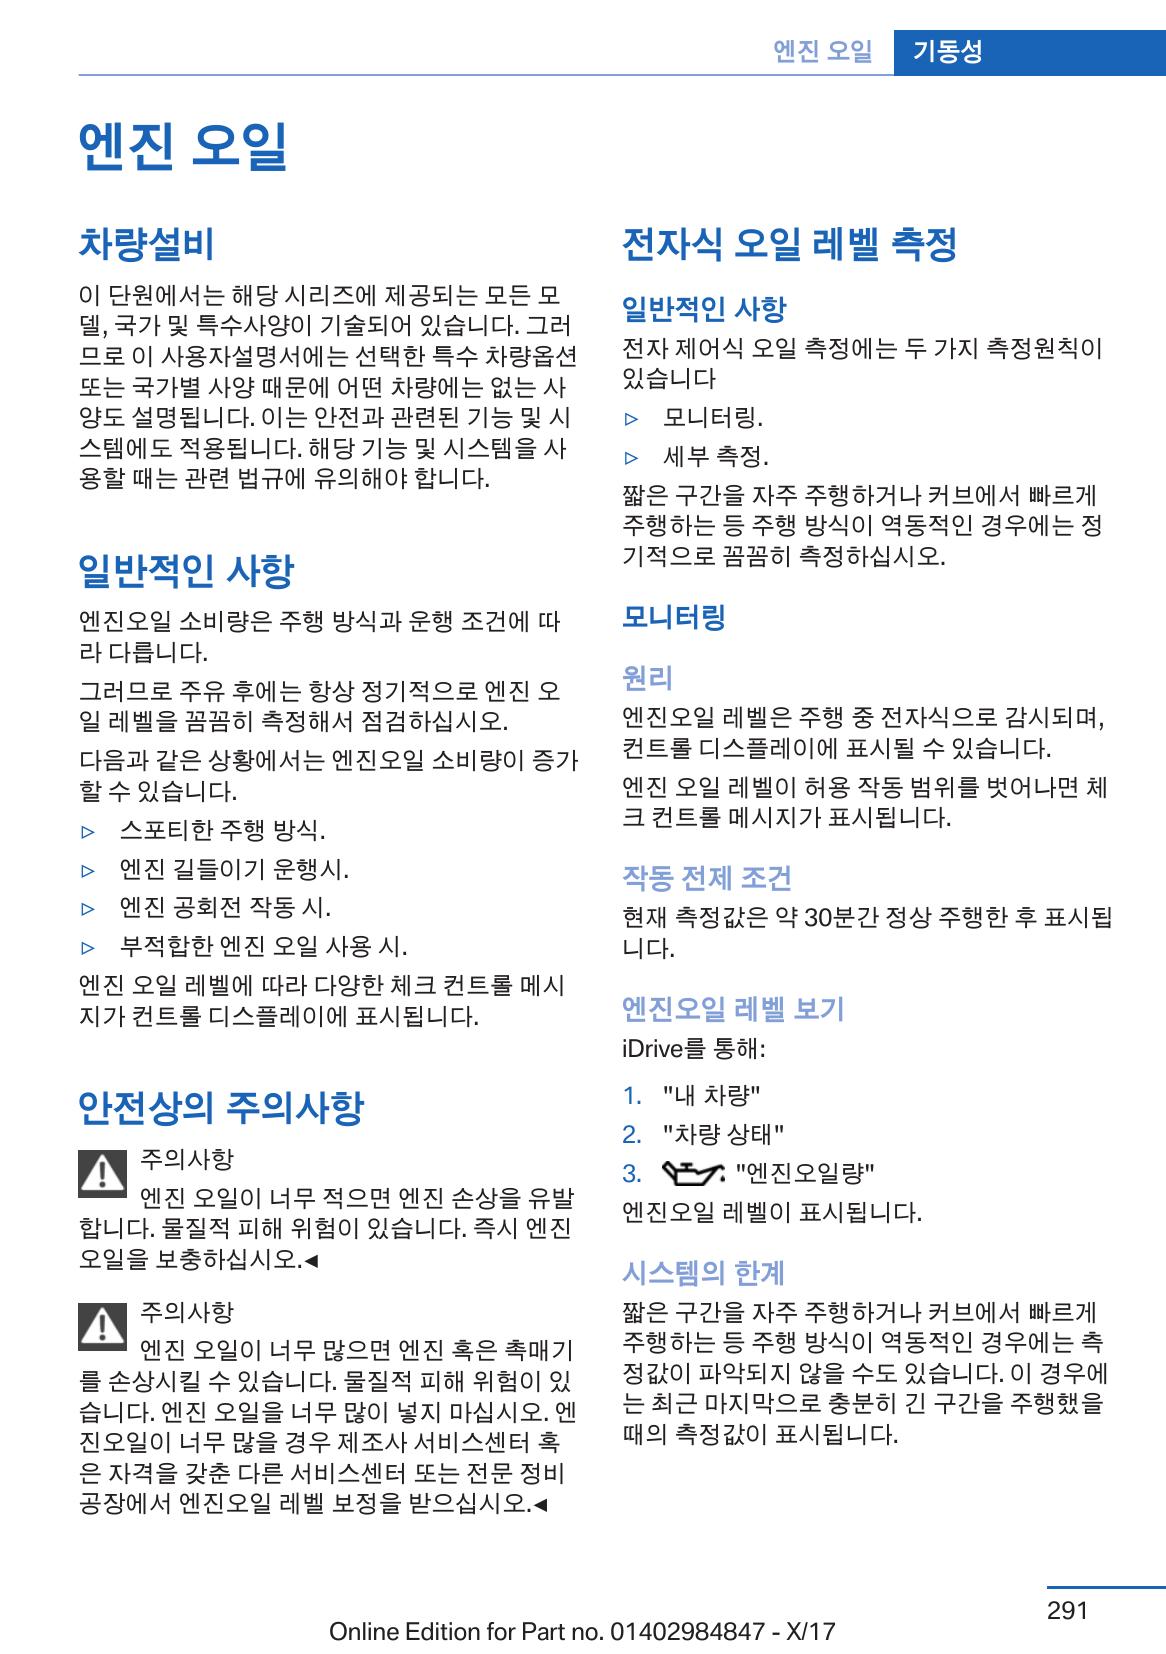 엔진 오일
기동성
엔진 오일
차량설비
이 단원에서는 해당 시리즈에 제공되는 모든 모
델, 국가 및 특수사양이 기술되어 있습니다. 그러
므로 이 사용자설명서에는 선택한 특수 차량옵션
또는 국가별 사양 때문에 어떤 차량에는 없는 사
양도 설명됩니다. 이는 안전과 관련된 기능 및 시
스템에도 적용됩니다. 해당 기능 및 시스템을 사
용할 때는 관련 법규에 유의해야 합니다.
일반적인 사항
엔진오일 소비량은 주행 방식과 운행 조건에 따
라 다릅니다.
그러므로 주유 후에는 항상 정기적으로 엔진 오
일 레벨을 꼼꼼히 측정해서 점검하십시오.
다음과 같은 상황에서는 엔진오일 소비량이 증가
할 수 있습니다.
▷ 스포티한 주행 방식.
▷ 엔진 길들이기 운행시.
▷ 엔진 공회전 작동 시.
▷ 부적합한 엔진 오일 사용 시.
엔진 오일 레벨에 따라 다양한 체크 컨트롤 메시
지가 컨트롤 디스플레이에 표시됩니다.
안전상의 주의사항
주의사항
엔진 오일이 너무 적으면 엔진 손상을 유발
합니다. 물질적 피해 위험이 있습니다. 즉시 엔진
오일을 보충하십시오.◄
주의사항
엔진 오일이 너무 많으면 엔진 혹은 촉매기
를 손상시킬 수 있습니다. 물질적 피해 위험이 있
습니다. 엔진 오일을 너무 많이 넣지 마십시오. 엔
진오일이 너무 많을 경우 제조사 서비스센터 혹
은 자격을 갖춘 다른 서비스센터 또는 전문 정비
공장에서 엔진오일 레벨 보정을 받으십시오.◄
전자식 오일 레벨 측정
일반적인 사항
전자 제어식 오일 측정에는 두 가지 측정원칙이
있습니다
▷ 모니터링.
▷ 세부 측정.
짧은 구간을 자주 주행하거나 커브에서 빠르게
주행하는 등 주행 방식이 역동적인 경우에는 정
기적으로 꼼꼼히 측정하십시오.
모니터링
원리
엔진오일 레벨은 주행 중 전자식으로 감시되며,
컨트롤 디스플레이에 표시될 수 있습니다.
엔진 오일 레벨이 허용 작동 범위를 벗어나면 체
크 컨트롤 메시지가 표시됩니다.
작동 전제 조건
현재 측정값은 약 30분간 정상 주행한 후 표시됩
니다.
엔진오일 레벨 보기
iDrive를 통해:
1. "내 차량"
2. "차량 상태"
3. "엔진오일량"
엔진오일 레벨이 표시됩니다.
시스템의 한계
짧은 구간을 자주 주행하거나 커브에서 빠르게
주행하는 등 주행 방식이 역동적인 경우에는 측
정값이 파악되지 않을 수도 있습니다. 이 경우에
는 최근 마지막으로 충분히 긴 구간을 주행했을
때의 측정값이 표시됩니다.
291
Online Edition for Part no. 01402984847 - X/17